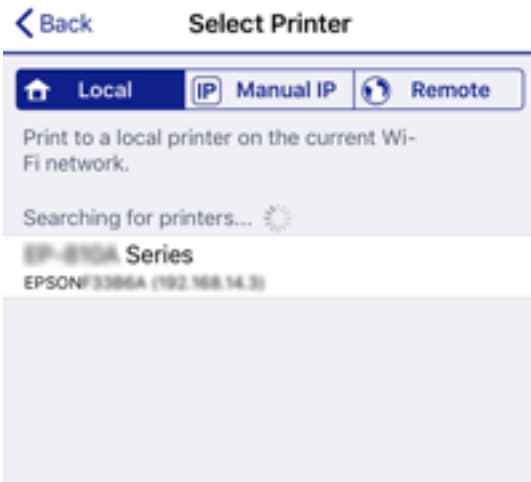 Back Select Printer
Local IP Manual IP Remote
Print to a local printer on the current Wi-
Fi network.
Searching for printers...
Series
EPSON